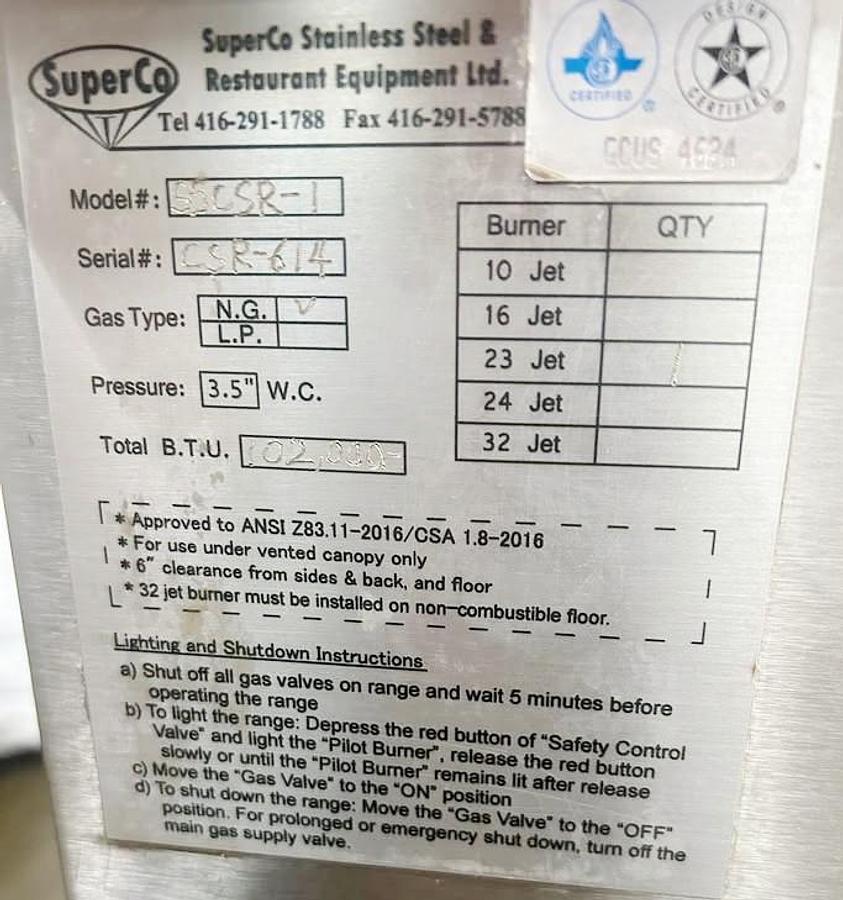 SuperCo
SuperCo Stainless Steel &
Restaurant Equipment Ltd.
Tel 416-291-1788 Fax 416-291-5788
CERTIFIED ®
DESIGN CERTIFIED ®
Model#: CSR-1
Serial#: CSR-614
Gas Type: N.G. ✓
L.P.
Pressure: 3.5" W.C.
Total B.T.U. 102,000-
Burner QTY
10 Jet
16 Jet
23 Jet 1
24 Jet
32 Jet
* Approved to ANSI Z83.11-2016/CSA 1.8-2016
* For use under vented canopy only
* 6" clearance from sides & back, and floor
* 32 jet burner must be installed on non-combustible floor.
Lighting and Shutdown Instructions
a) Shut off all gas valves on range and wait 5 minutes before
operating the range
b) To light the range: Depress the red button of "Safety Control
Valve" and light the "Pilot Burner", release the red button
slowly or until the "Pilot Burner" remains lit after release
c) Move the "Gas Valve" to the "ON" position
d) To shut down the range: Move the "Gas Valve" to the "OFF"
position. For prolonged or emergency shut down, turn off the
main gas supply valve.